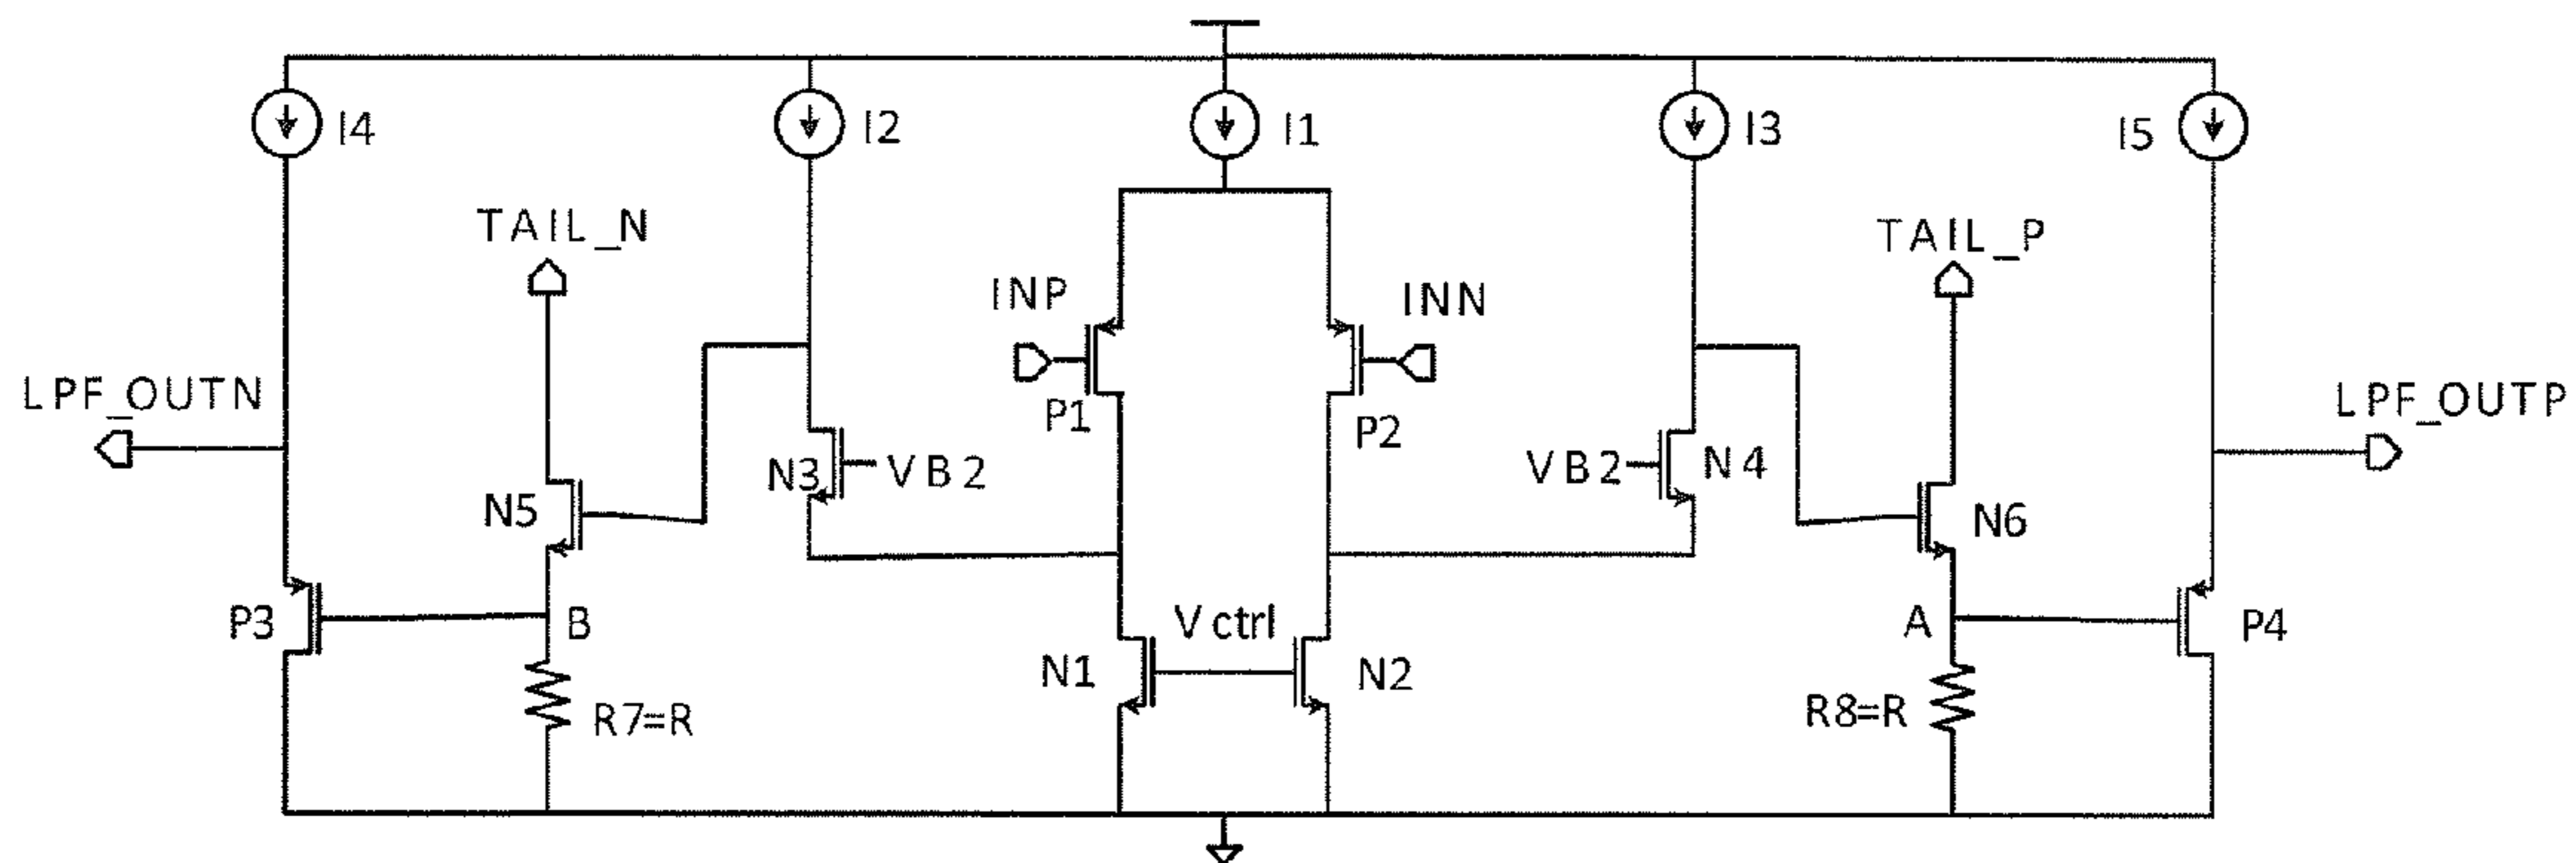 I4
I2
I1
I3
I5
TAIL_N
TAIL_P
INP
INN
LPF_OUTN
LPF_OUTP
P1
P2
N3
VB2
VB2
N4
N5
N6
P3
B
Vctrl
A
P4
N1
N2
R7=R
R8=R